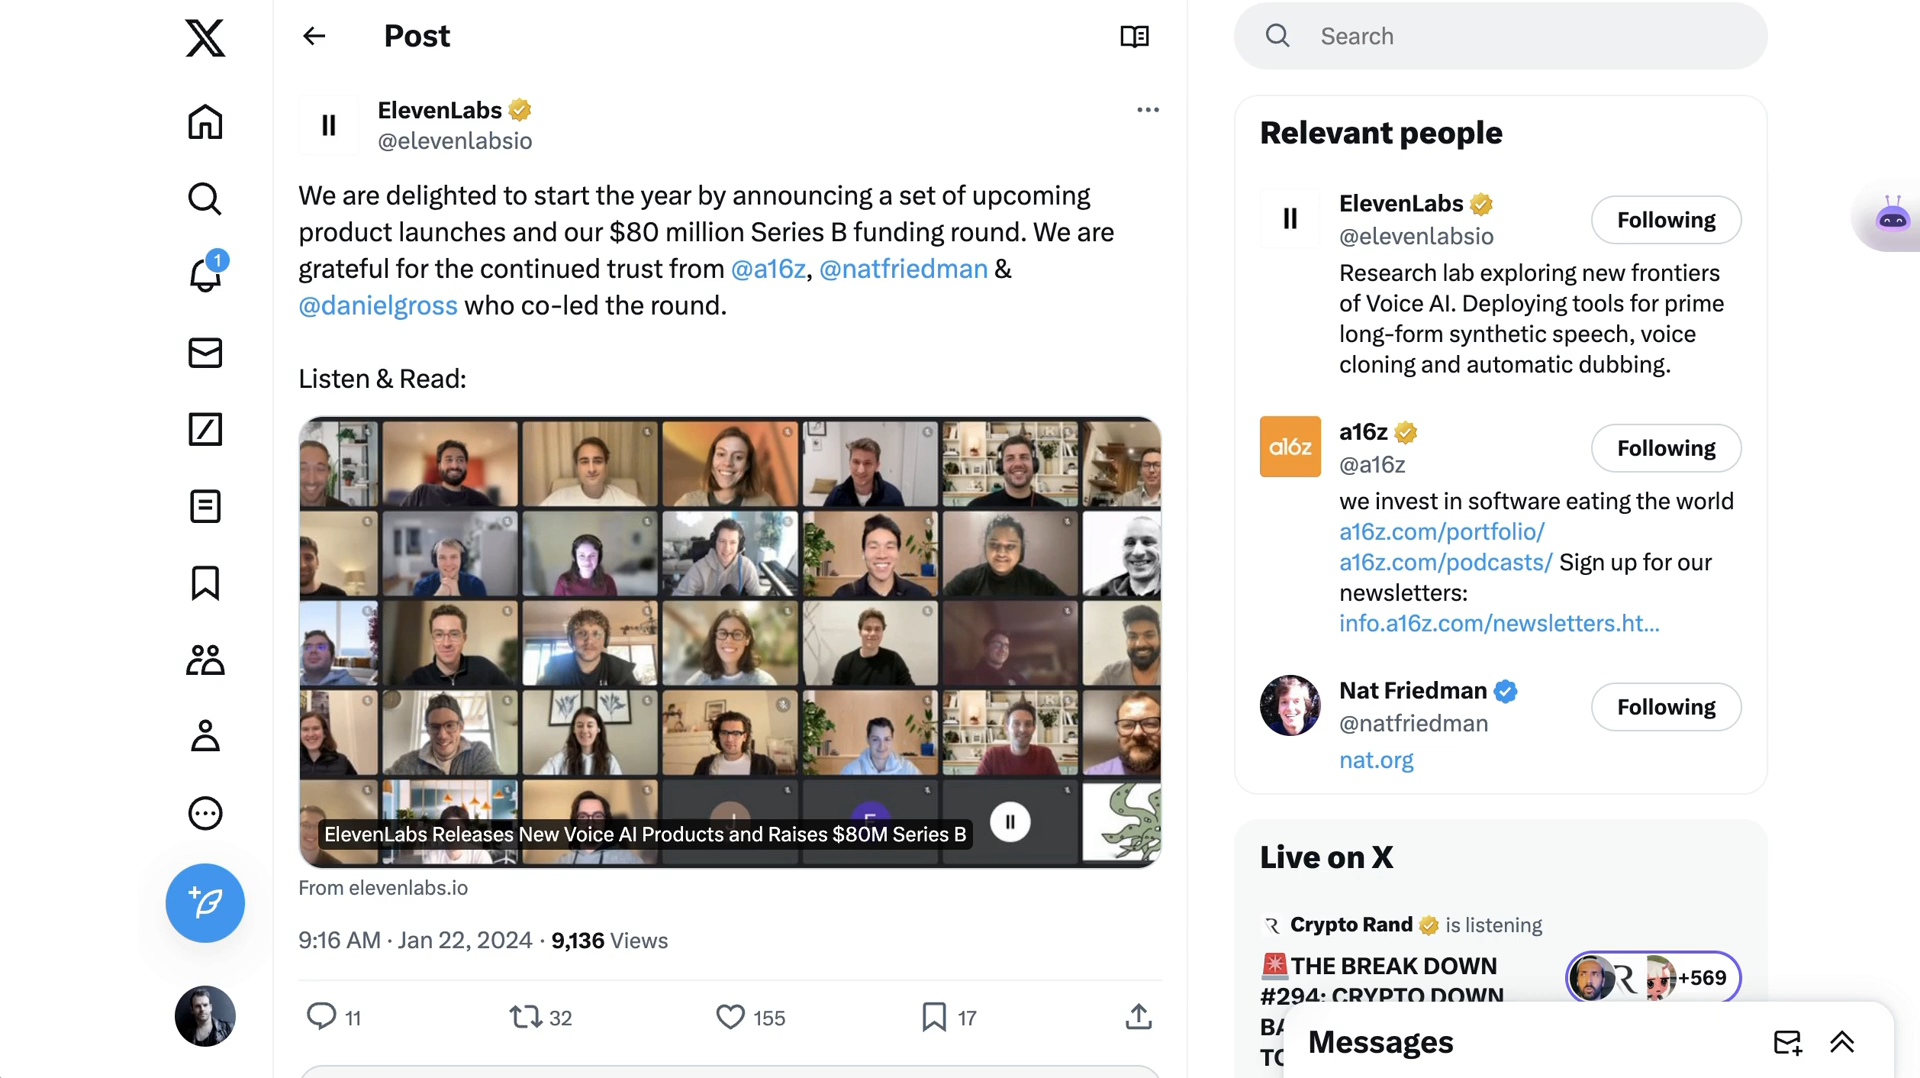 Post
Search
ElevenLabs
@elevenlabsio
We are delighted to start the year by announcing a set of upcoming
product launches and our $80 million Series B funding round. We are
grateful for the continued trust from @a16z, @natfriedman &
@danielgross who co-led the round.
Listen & Read:
ElevenLabs Releases New Voice AI Products and Raises $80M Series B
From elevenlabs.io
9:16 AM · Jan 22, 2024 · 9,136 Views
11 32 155 17
1
Relevant people
ElevenLabs
@elevenlabsio
Following
Research lab exploring new frontiers
of Voice AI. Deploying tools for prime
long-form synthetic speech, voice
cloning and automatic dubbing.
a16z
a16z
@a16z
Following
we invest in software eating the world
a16z.com/portfolio/
a16z.com/podcasts/ Sign up for our
newsletters:
info.a16z.com/newsletters.ht...
Nat Friedman
@natfriedman
Following
nat.org
Live on X
Crypto Rand is listening
THE BREAK DOWN
#294: CRYPTO DOWN
+569
Messages